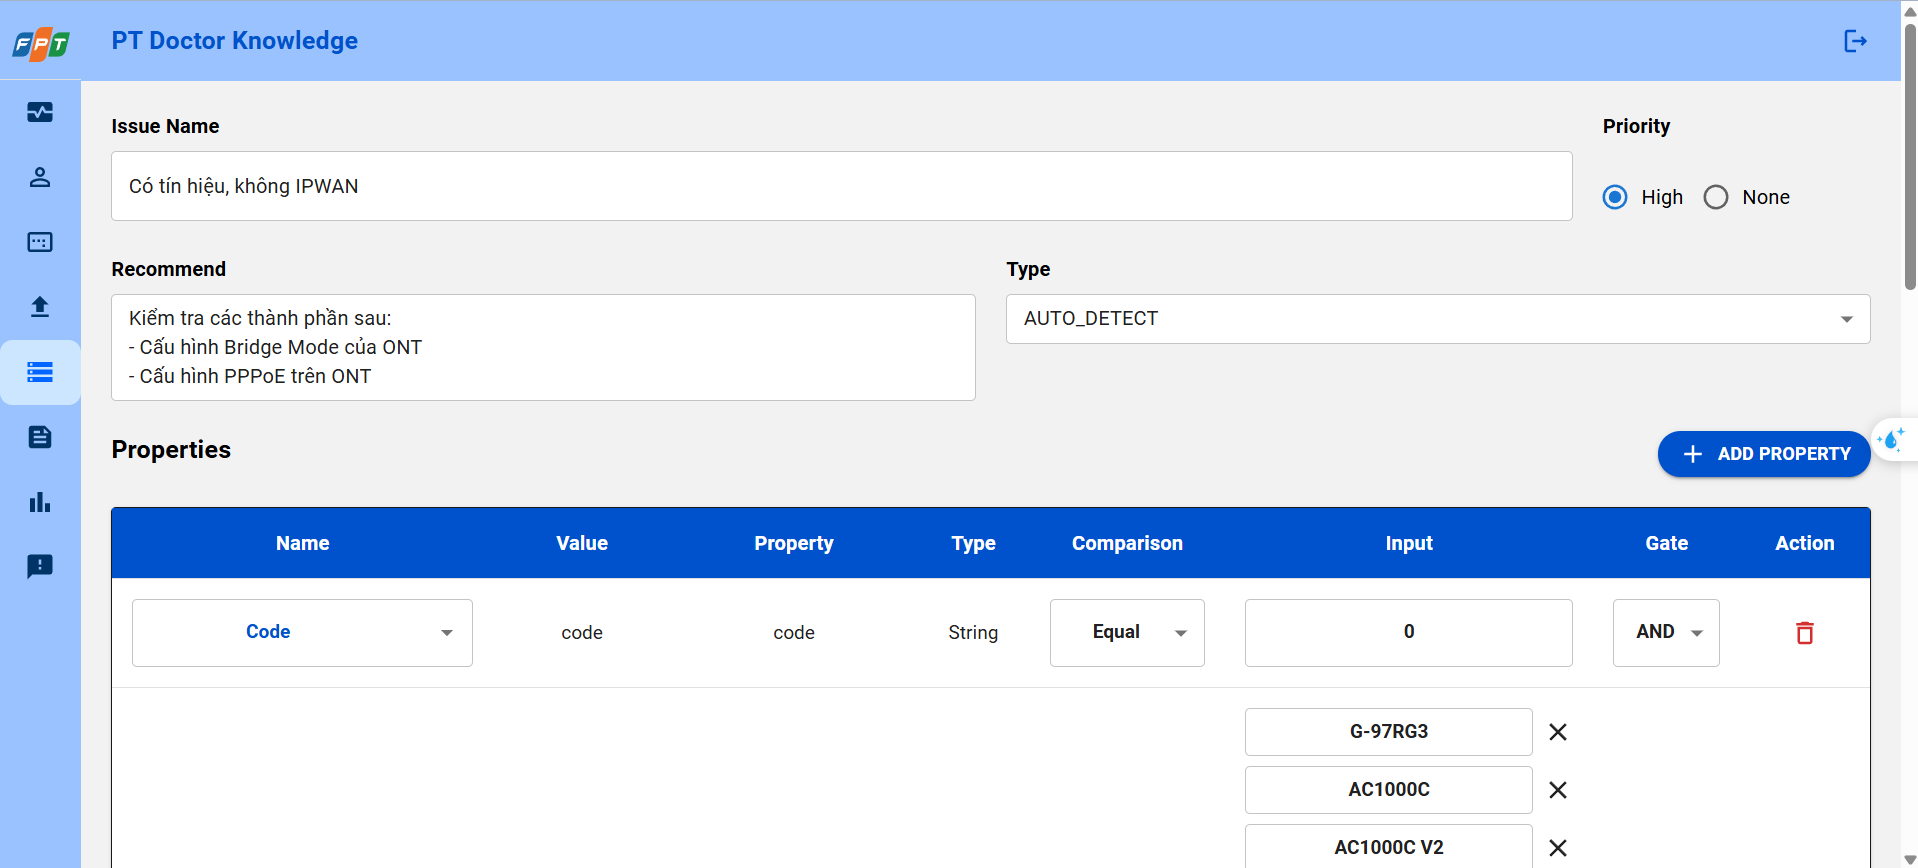 FPT
PT Doctor Knowledge
Issue Name
Priority
Có tín hiệu, không IPWAN
High
None
Recommend
Type
Kiểm tra các thành phần sau:
- Cấu hình Bridge Mode của ONT
- Cấu hình PPPoE trên ONT
AUTO_DETECT
Properties
ADD PROPERTY
Name Value Property Type Comparison Input Gate Action
Code code code String Equal 0 AND
G-97RG3
AC1000C
AC1000C V2